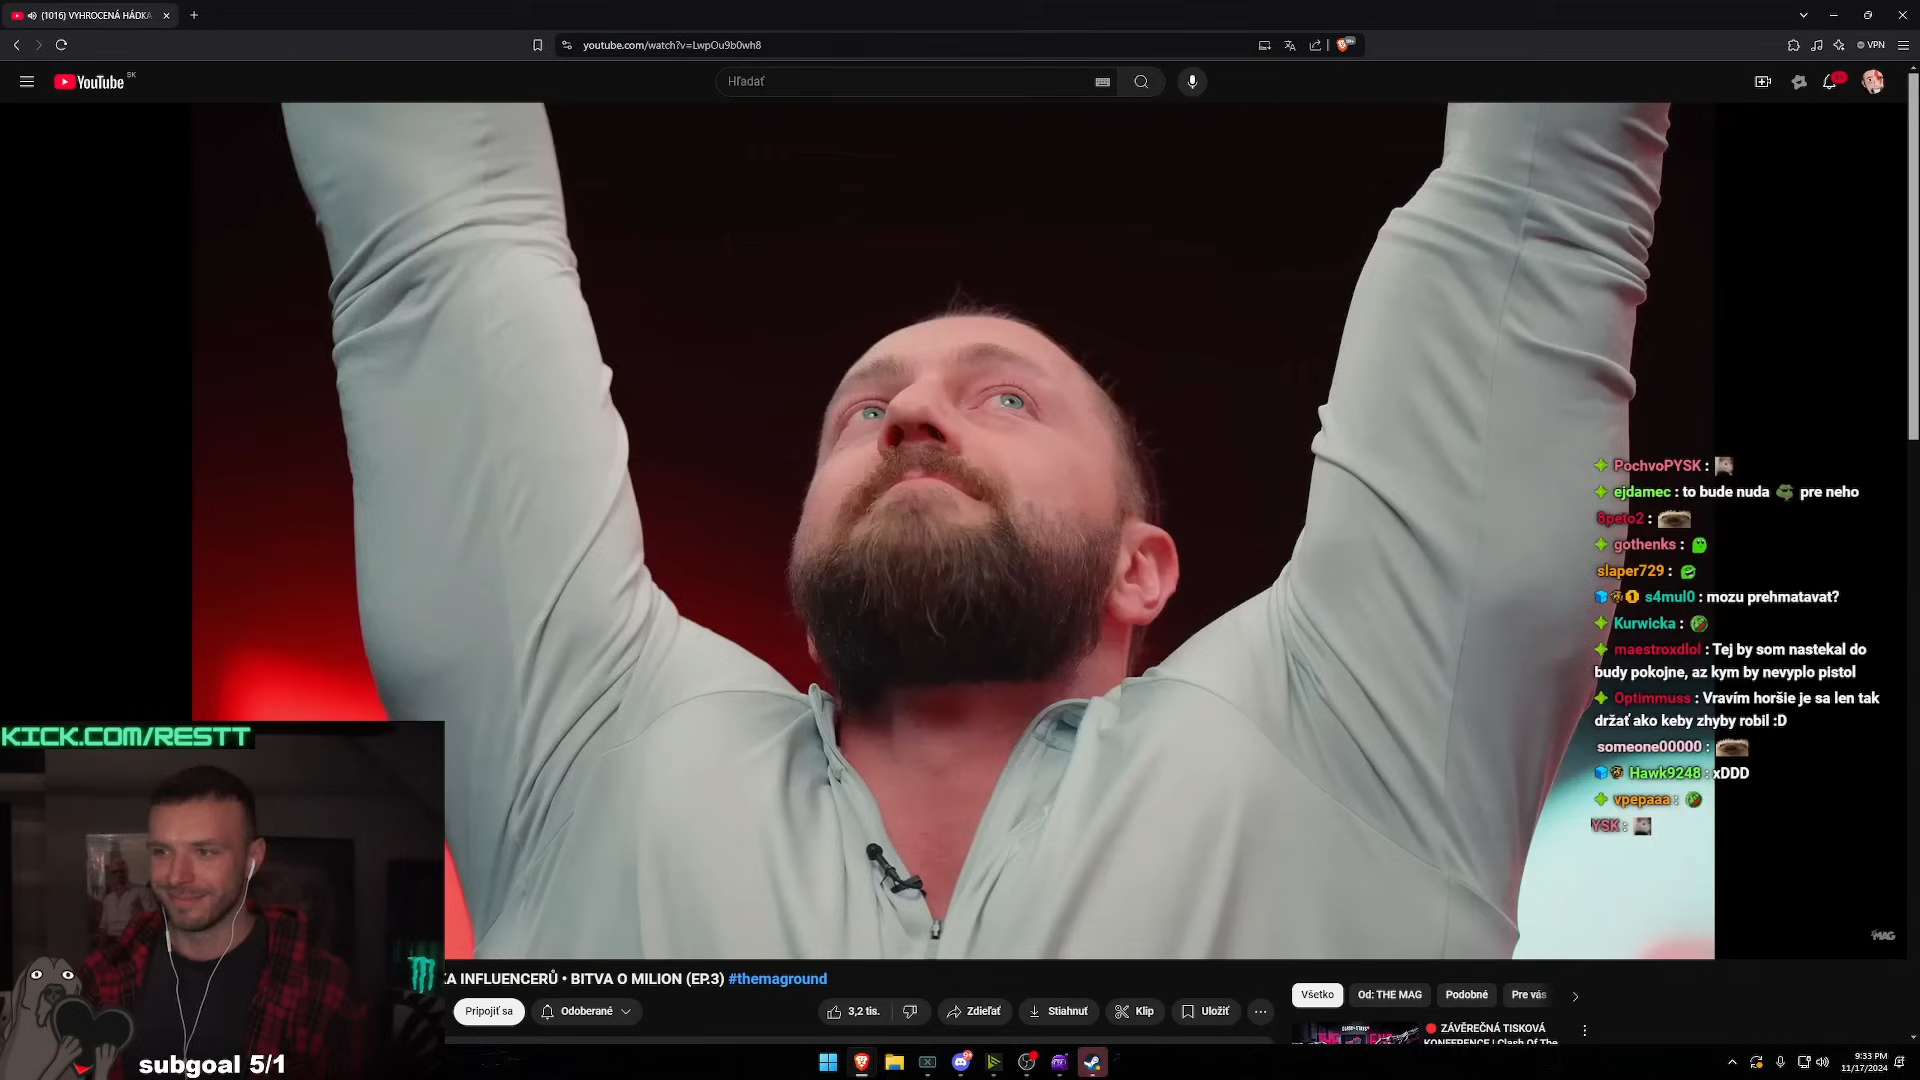 (1016) VYHROCENÁ HÁDKA
youtube.com/watch?v=LwpOu9b0wh8
VPN
YouTube SK
Hľadať
PochvoPYSK :
ejdamec : to bude nuda pre neho
8peto2 :
gothenks :
slaper729 :
s4mul0 : mozu prehmatavat?
Kurwicka :
maestroxdlol : Tej by som nastekal do
budy pokojne, az kym by nevyplo pistol
Optimmuss : Vravím horšie je sa len tak
držať ako keby zhyby robil :D
someone00000 :
Hawk9248 : xDDD
vpepaaa :
YSK :
MAG
KICK.COM/RESTT
subgoal 5/1
KA INFLUENCERŮ • BITVA O MILION (EP.3) #themaground
Pripojiť sa
Odoberané
3,2 tis.
Zdieľať
Stiahnuť
Klip
Uložiť
Všetko
Od: THE MAG
Podobné
Pre vás
ZÁVĚREČNÁ TISKOVÁ
KONFERENCE | Clash Of The
9:33 PM
11/17/2024